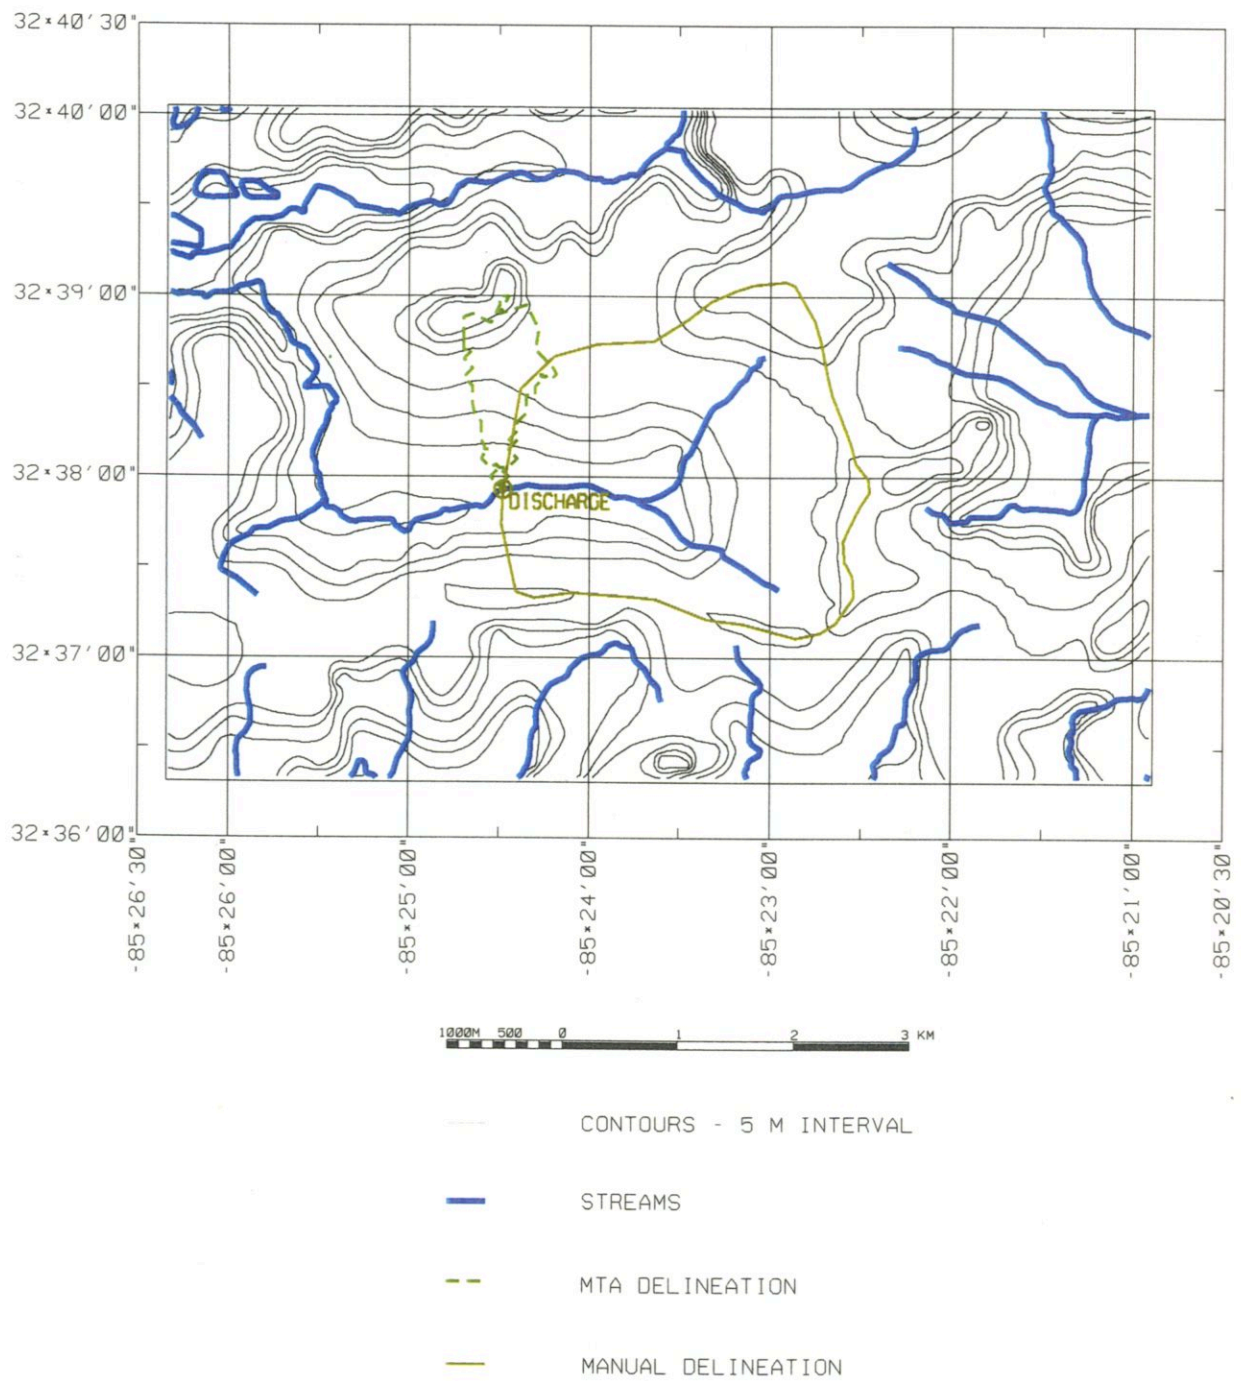 32*40'30"
32*40'00"
32*39'00"
32*38'00"
DISCHARGE
32*37'00"
32*36'00"
-85*26'30"
-85*26'00"
-85*25'00"
-85*24'00"
-85*23'00"
-85*22'00"
-85*21'00"
-85*20'30"
1000M 500 0 1 2 3 KM
CONTOURS - 5 M INTERVAL
STREAMS
MTA DELINEATION
MANUAL DELINEATION